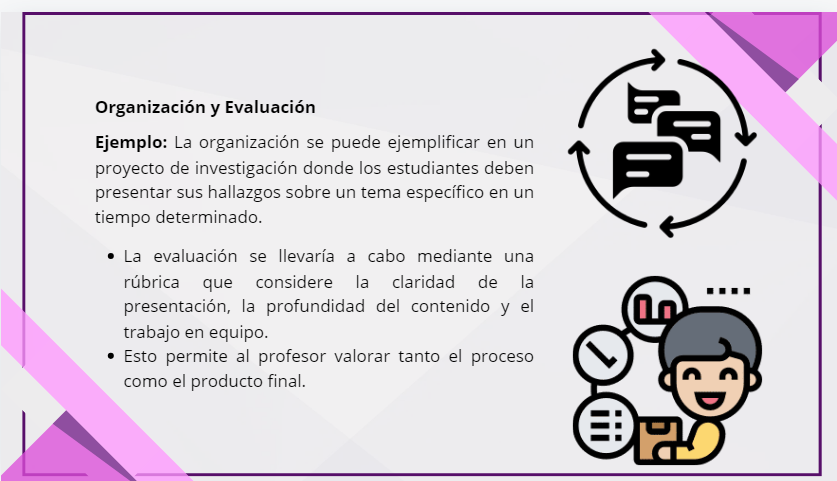 Organización y Evaluación
Ejemplo: La organización se puede ejemplificar en un
proyecto de investigación donde los estudiantes deben
presentar sus hallazgos sobre un tema específico en un
tiempo determinado.
• La evaluación se llevaría a cabo mediante una
rúbrica que considere la claridad de la
presentación, la profundidad del contenido y el
trabajo en equipo.
• Esto permite al profesor valorar tanto el proceso
como el producto final.